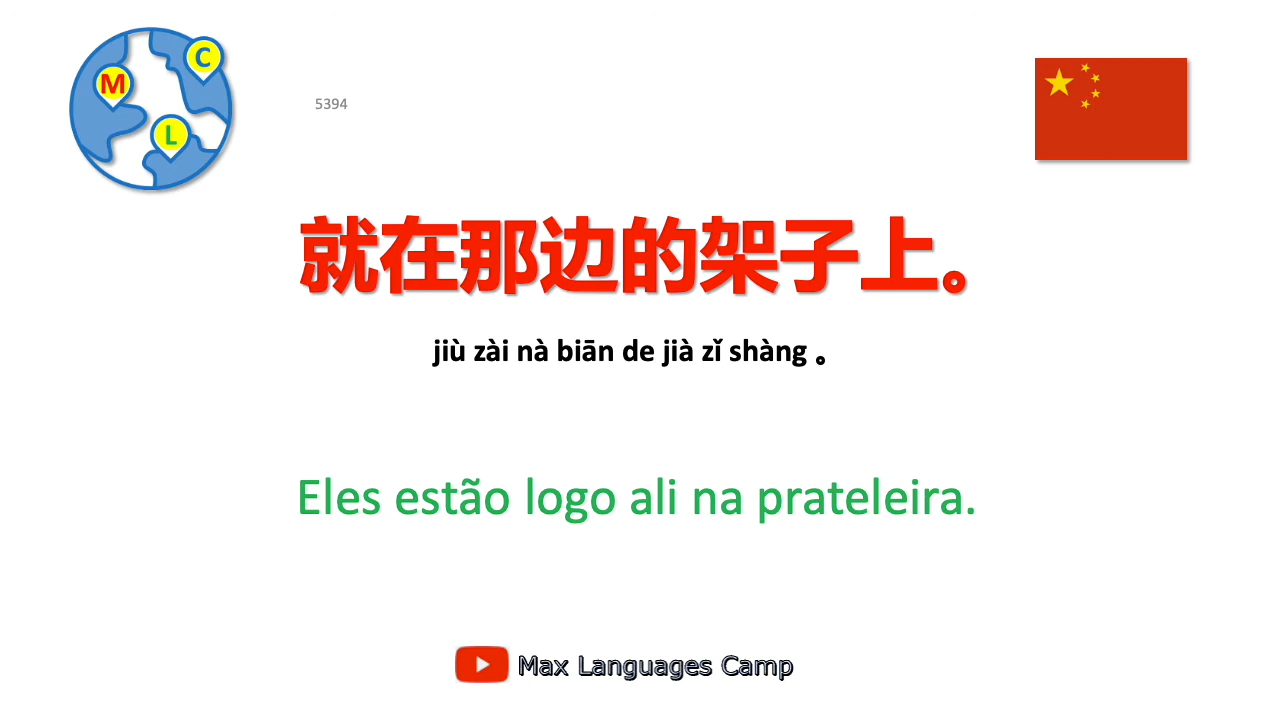 M
C
L
5394
就在那边的架子上。
jiù zài nà biān de jià zǐ shàng 。
Eles estão logo ali na prateleira.
Max Languages Camp